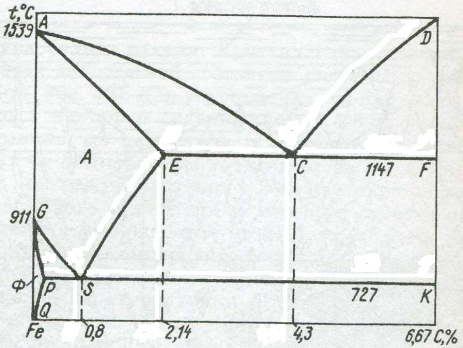 t,°C
A
1539
D
A
E
C
1147
F
911
G
Ф
P
S
727
K
Q
Fe
0,8
2,14
4,3
6,67 C,%